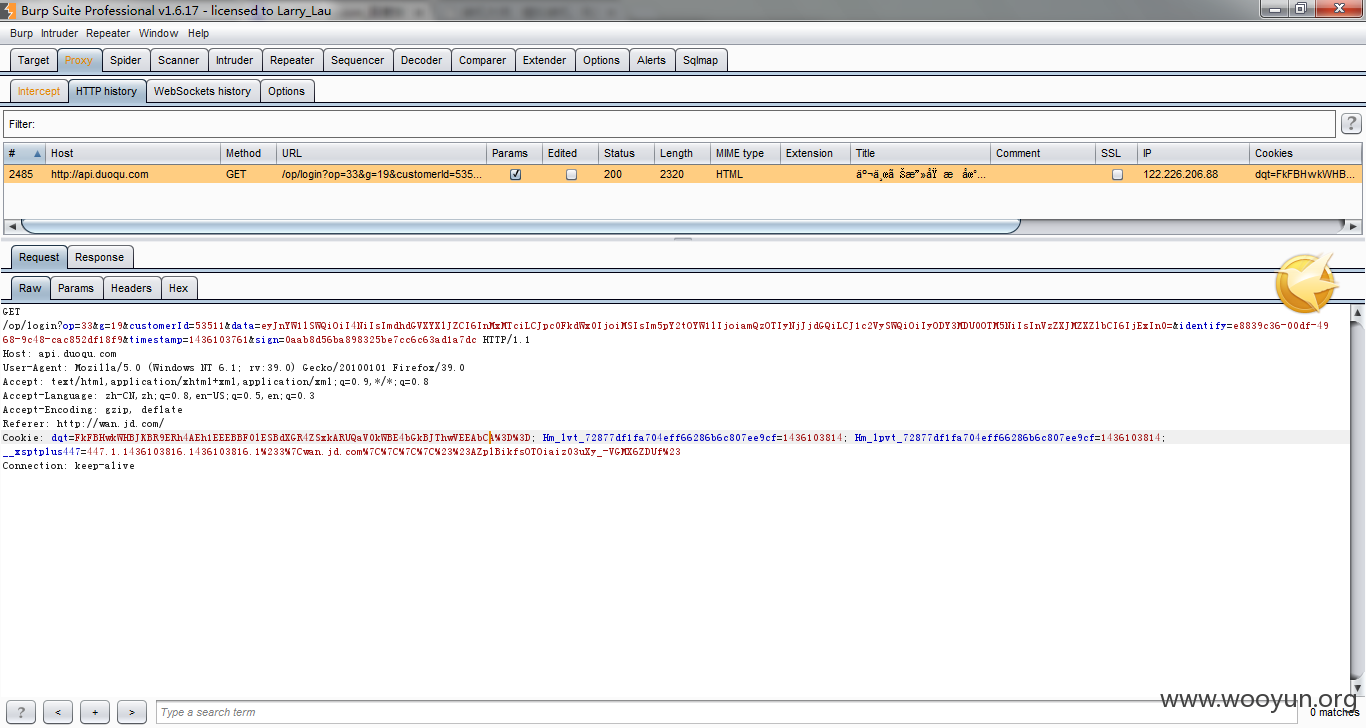 Burp Suite Professional v1.6.17 - licensed to Larry_Lau
Burp Intruder Repeater Window Help
Target Proxy Spider Scanner Intruder Repeater Sequencer Decoder Comparer Extender Options Alerts Sqlmap
Intercept HTTP history WebSockets history Options
Filter:
?
# Host Method URL Params Edited Status Length MIME type Extension Title Comment SSL IP Cookies
2485 http://api.duoqu.com GET /op/login?op=33&g=19&customerId=535... 200 2320 HTML 122.226.206.88 dqt=FkFBHwkWHB...
Request Response
Raw Params Headers Hex
GET
/op/login?op=33&g=19&customerId=53511&data=eyJnYW1lSWQiOiI4NiIsImdhdGVXYXlJZCI6InMxMTciLCJpc0FkdWx0IjoiMSIsIm5pY2tOYW1lIjoiamQzOTIyNjJjdGQiLCJ1c2VySWQiOiIyODY3MDU0OTM5NiIsInVzZXJMZXZlbCI6IjExIn0=&identify=e8839c36-00df-49
68-9c48-cac852df18f9&timestamp=1436103761&sign=0aab8d56ba898325be7cc6c63ad1a7dc HTTP/1.1
Host: api.duoqu.com
User-Agent: Mozilla/5.0 (Windows NT 6.1; rv:39.0) Gecko/20100101 Firefox/39.0
Accept: text/html,application/xhtml+xml,application/xml;q=0.9,*/*;q=0.8
Accept-Language: zh-CN,zh;q=0.8,en-US;q=0.5,en;q=0.3
Accept-Encoding: gzip, deflate
Referer: http://wan.jd.com/
Cookie: dqt=FkFBHwkWHBJKBR9ERh4AEh1EEEBBF0lESBdXGR4ZSxkARUQaV0kWBE4bGkBJThwVEEAbCA%3D%3D; Hm_lvt_72877df1fa704eff66286b6c807ee9cf=1436103814; Hm_lpvt_72877df1fa704eff66286b6c807ee9cf=1436103814;
__xsptplus447=447.1.1436103816.1436103816.1%233%7Cwan.jd.com%7C%7C%7C%7C%23%23AZplBikfsOTOiaiz03uXy_-VGMX6ZDUf%23
Connection: keep-alive
? < + > Type a search term 0 matches
www.wooyun.org